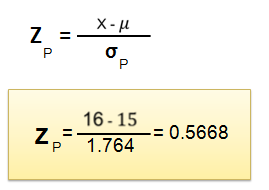 Z_P = (x - μ) / σ_P
Z_P = (16 - 15) / 1.764 = 0.5668